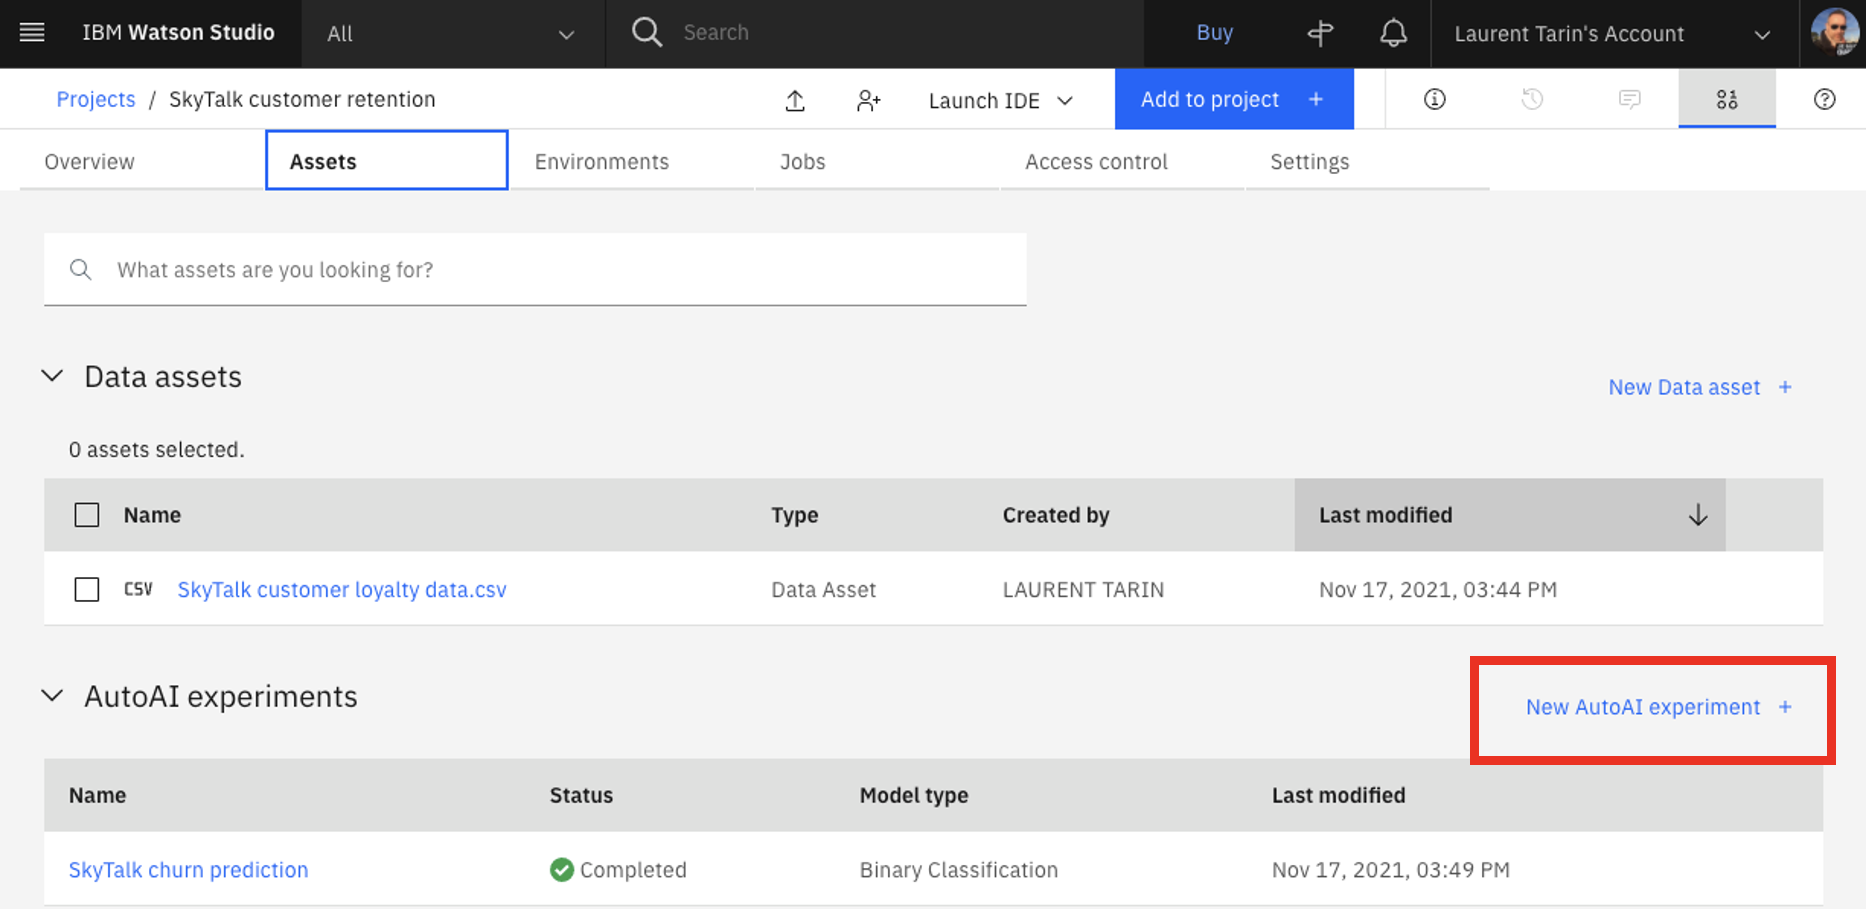 IBM Watson Studio All Search Buy Laurent Tarin's Account
Projects / SkyTalk customer retention Launch IDE Add to project +
Overview Assets Environments Jobs Access control Settings
What assets are you looking for?
Data assets
New Data asset +
0 assets selected.
Name Type Created by Last modified
CSV SkyTalk customer loyalty data.csv Data Asset LAURENT TARIN Nov 17, 2021, 03:44 PM
AutoAI experiments
New AutoAI experiment +
Name Status Model type Last modified
SkyTalk churn prediction Completed Binary Classification Nov 17, 2021, 03:49 PM